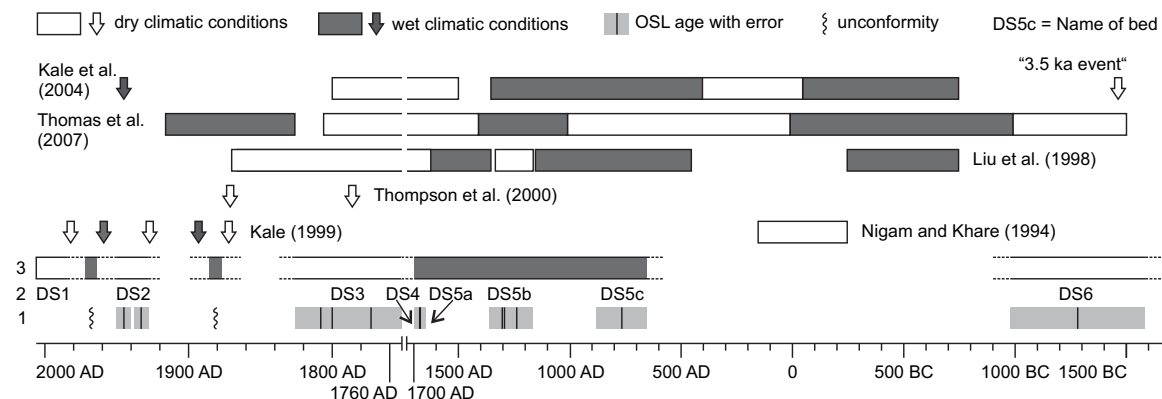 dry climatic conditions wet climatic conditions OSL age with error unconformity DS5c = Name of bed
Kale et al. (2004)
“3.5 ka event“
Thomas et al. (2007)
Liu et al. (1998)
Thompson et al. (2000)
Kale (1999)
Nigam and Khare (1994)
3
2 DS1 DS2 DS3 DS4 DS5a DS5b DS5c DS6
1
2000 AD 1900 AD 1800 AD 1500 AD 1000 AD 500 AD 0 500 BC 1000 BC 1500 BC
1760 AD 1700 AD